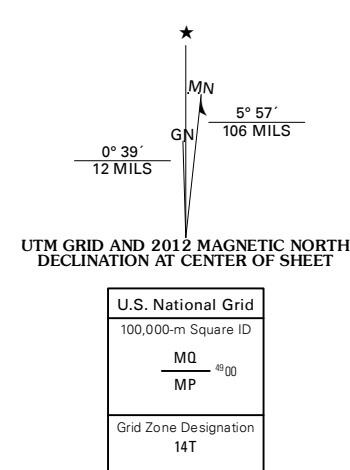 ★
MN
5° 57´
106 MILS
GN
0° 39´
12 MILS
UTM GRID AND 2012 MAGNETIC NORTH
DECLINATION AT CENTER OF SHEET
U.S. National Grid
100,000-m Square ID
MQ
4900
MP
Grid Zone Designation
14T